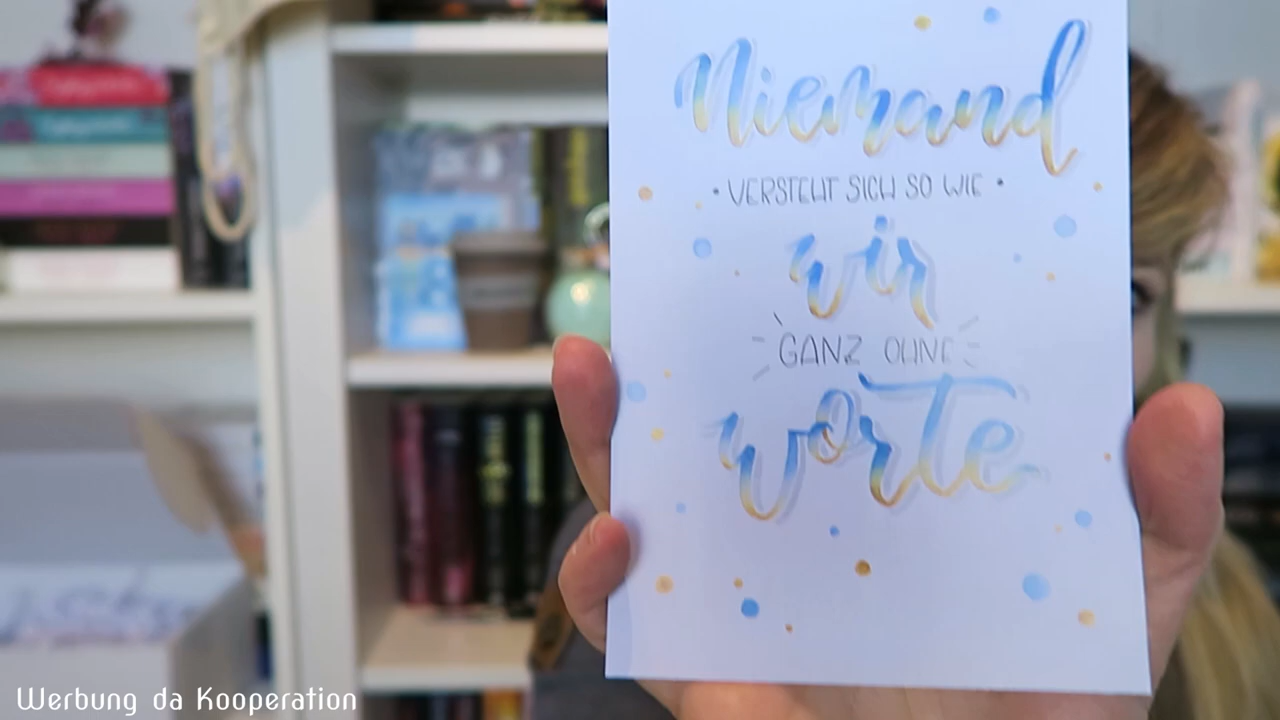 Niemand
• VERSTEHT SICH SO WIE •
wir
GANZ OHNE
Worte
Werbung da Kooperation